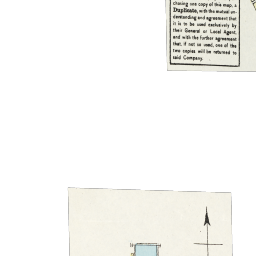 chasing one copy of this map, a
Duplicate, with the mutual un-
derstanding and agreement that
it is to be used exclusively by
their General or Local Agent,
and with the further agreement
that, if not so used, one of the
two copies will be returned to
said Company.